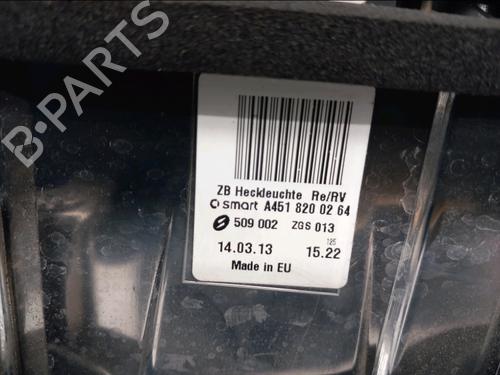 B-PARTS
ZB Heckleuchte Re/RV
smart A451 820 02 64
509 002 ZGS 013
125
14.03.13 15.22
Made in EU